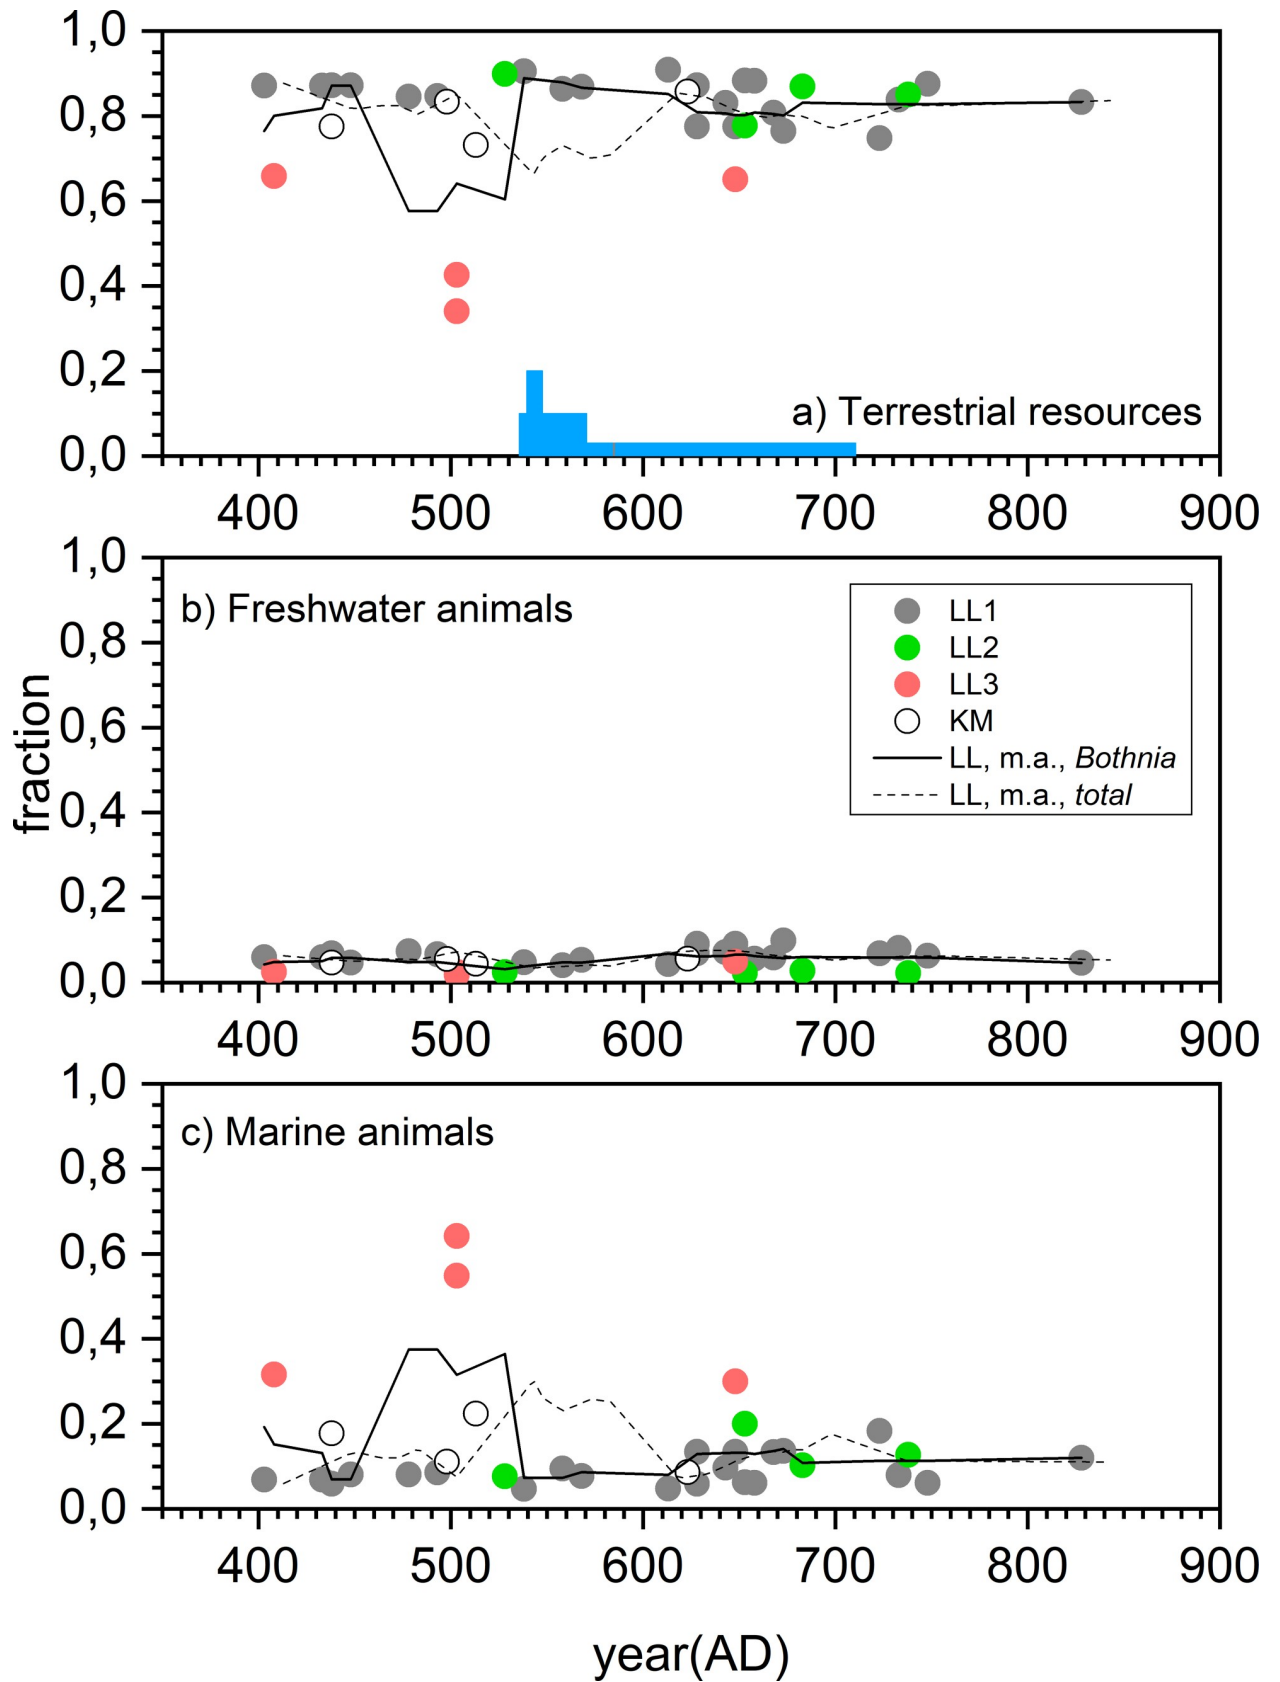 1,0
0,8
0,6
0,4
0,2
0,0
a) Terrestrial resources
400 500 600 700 800 900
1,0
0,8
0,6
0,4
0,2
0,0
b) Freshwater animals
LL1
LL2
LL3
KM
LL, m.a., Bothnia
LL, m.a., total
fraction
400 500 600 700 800 900
1,0
0,8
0,6
0,4
0,2
0,0
c) Marine animals
400 500 600 700 800 900
year(AD)